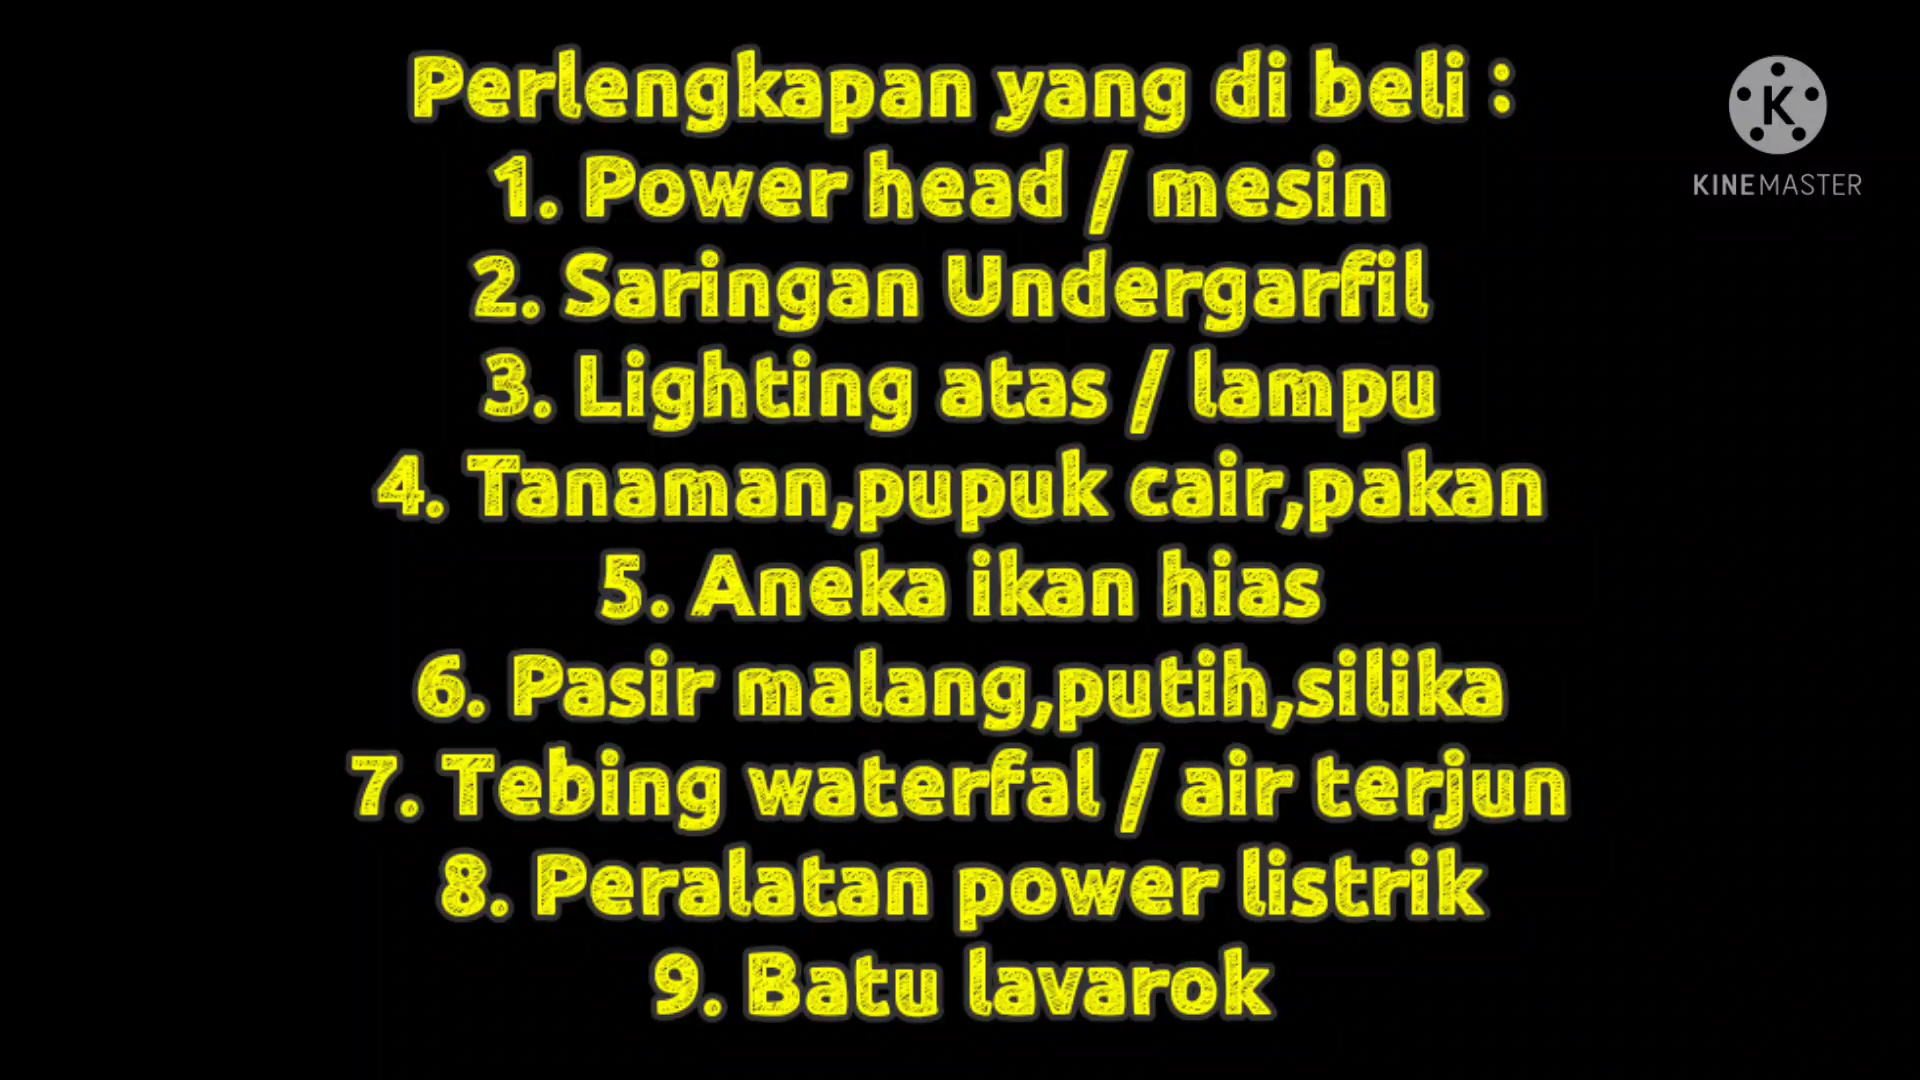 Perlengkapan yang di beli :
1. Power head / mesin
2. Saringan Undergarfil
3. Lighting atas / lampu
4. Tanaman,pupuk cair,pakan
5. Aneka ikan hias
6. Pasir malang,putih,silika
7. Tebing waterfal / air terjun
8. Peralatan power listrik
9. Batu lavarok
K
KINEMASTER